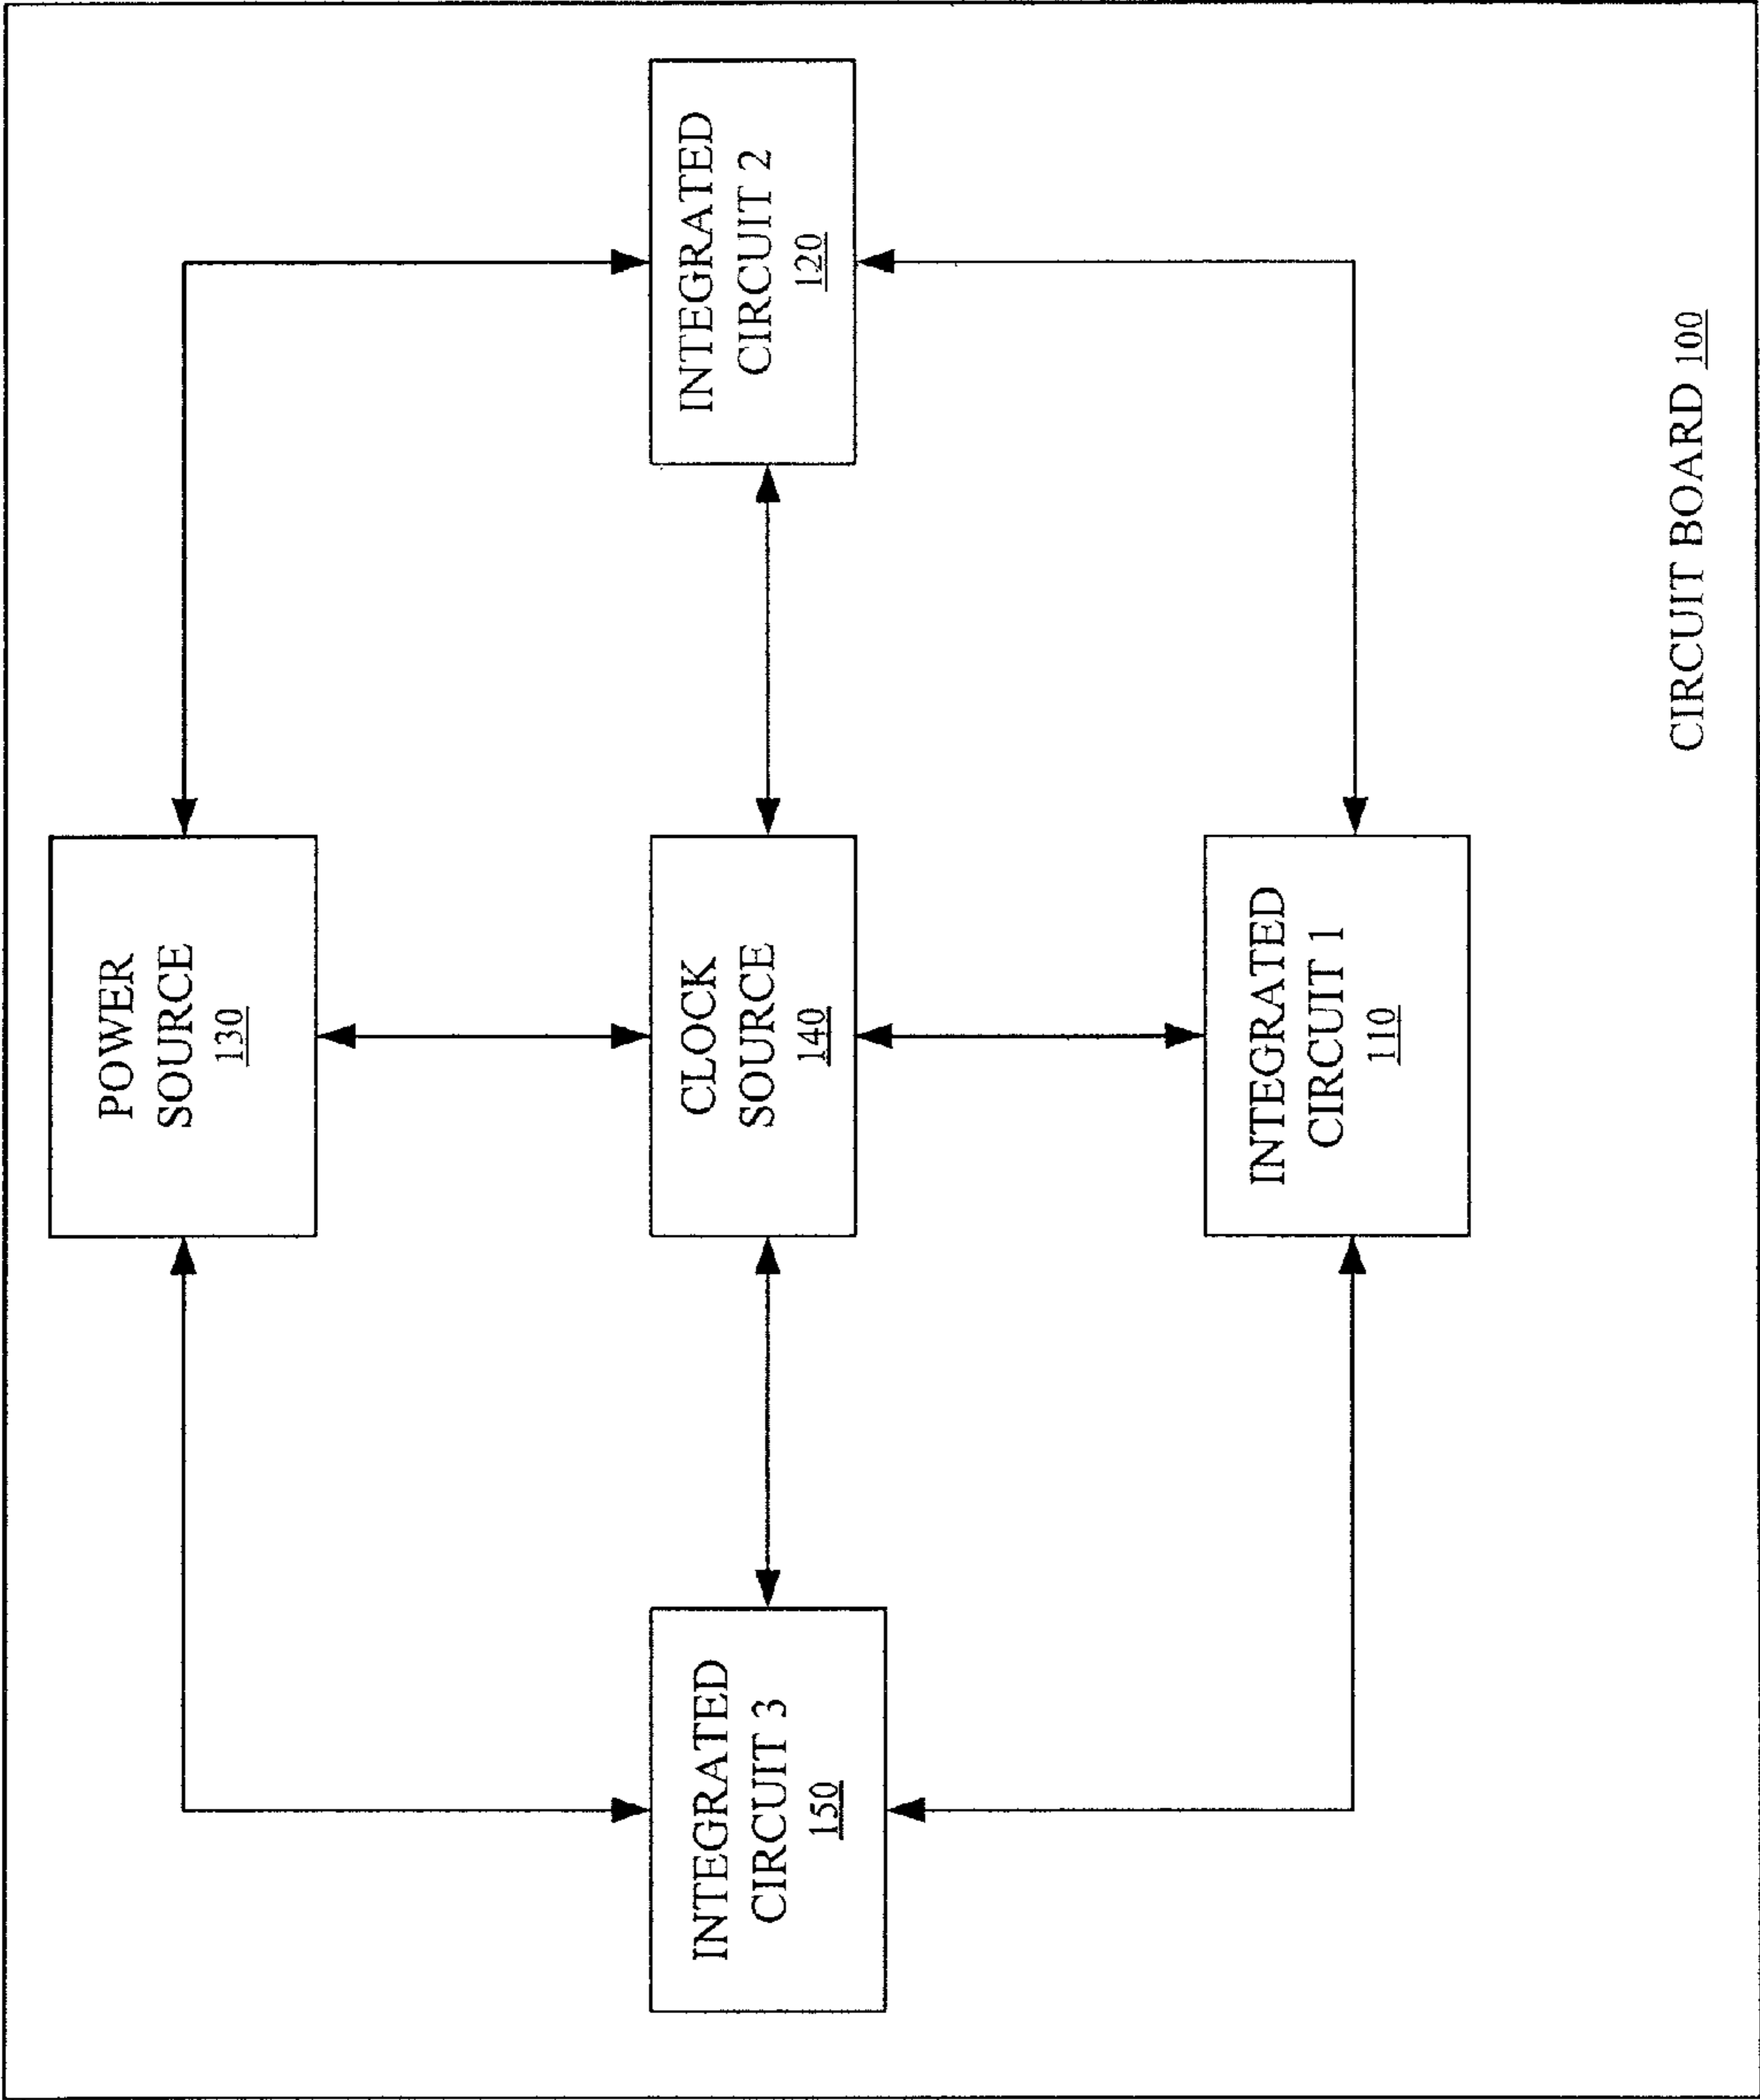 POWER
SOURCE
130
INTEGRATED
CIRCUIT 3
150
CLOCK
SOURCE
140
INTEGRATED
CIRCUIT 2
120
INTEGRATED
CIRCUIT 1
110
CIRCUIT BOARD 100